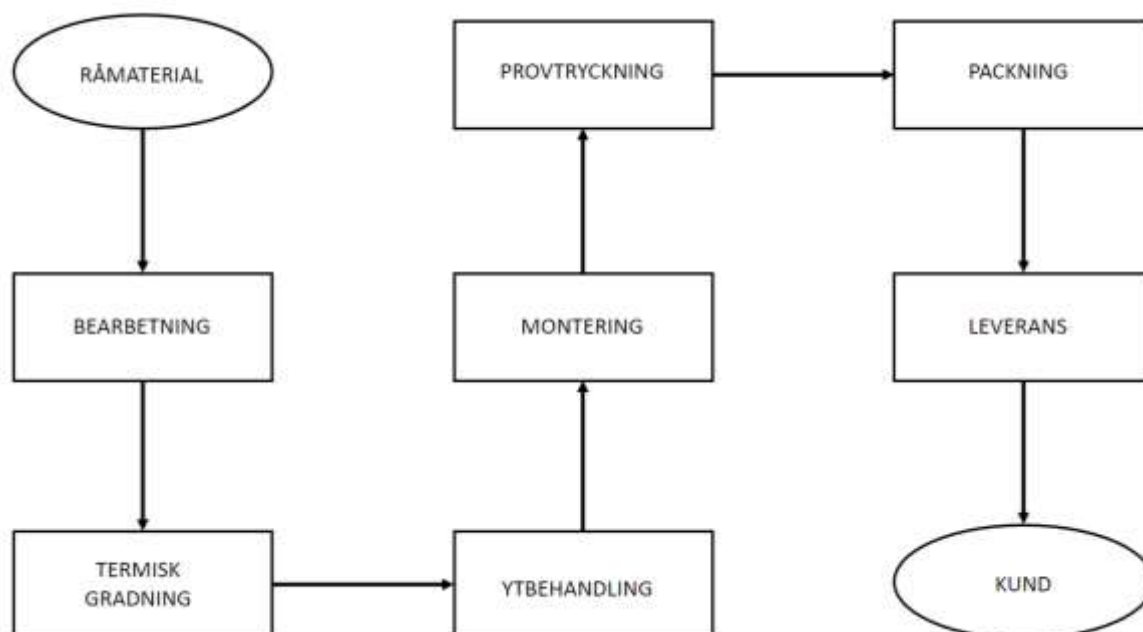 RÅMATERIAL
BEARBETNING
TERMISK
GRADNING
YTBEHANDLING
MONTERING
PROVTRYCKNING
PACKNING
LEVERANS
KUND